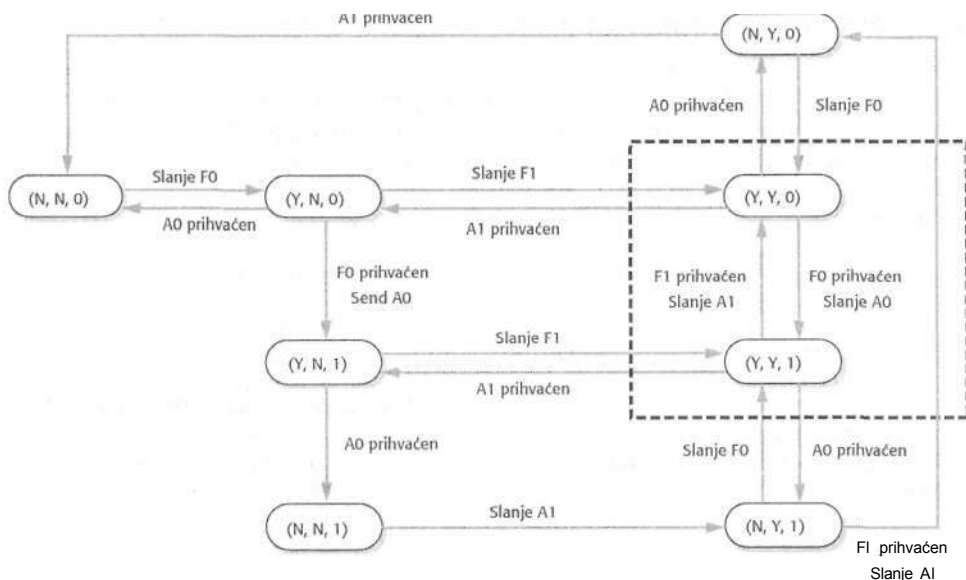 A1 prihvaćen
(N, Y, 0)
A0 prihvaćen
Slanje F0
(N, N, 0)
Slanje F0
A0 prihvaćen
(Y, N, 0)
Slanje F1
A1 prihvaćen
(Y, Y, 0)
F0 prihvaćen
Send A0
F1 prihvaćen
Slanje A1
F0 prihvaćen
Slanje A0
(Y, N, 1)
Slanje F1
A1 prihvaćen
(Y, Y, 1)
A0 prihvaćen
Slanje F0
A0 prihvaćen
(N, N, 1)
Slanje A1
(N, Y, 1)
FI prihvaćen
Slanje AI